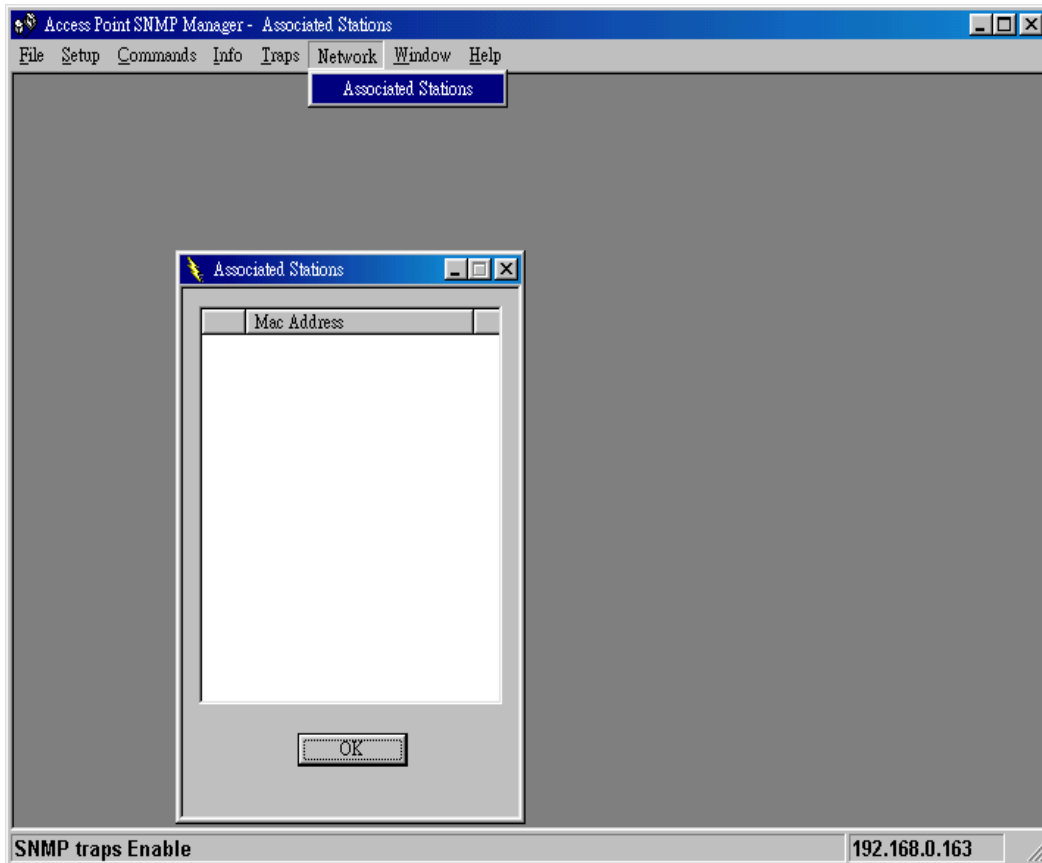 Access Point SNMP Manager - Associated Stations
File Setup Commands Info Traps Network Window Help
Associated Stations
Associated Stations
Mac Address
OK
SNMP traps Enable 192.168.0.163